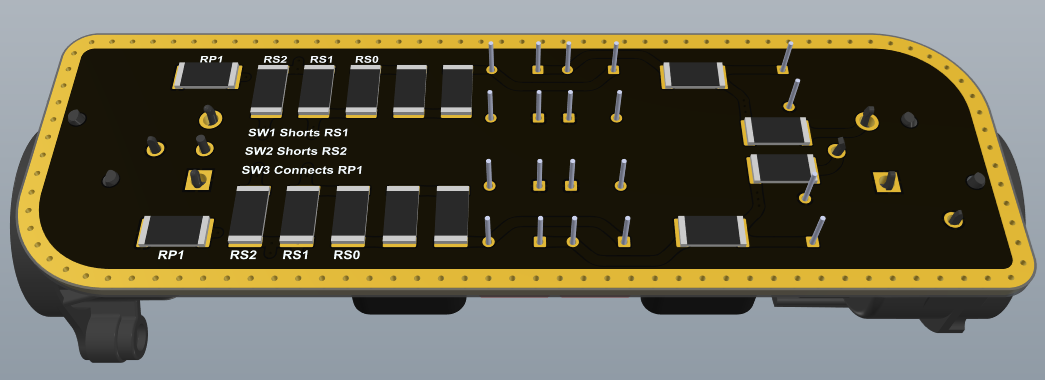 RP1 RS2 RS1 RS0
SW1 Shorts RS1
SW2 Shorts RS2
SW3 Connects RP1
RP1 RS2 RS1 RS0